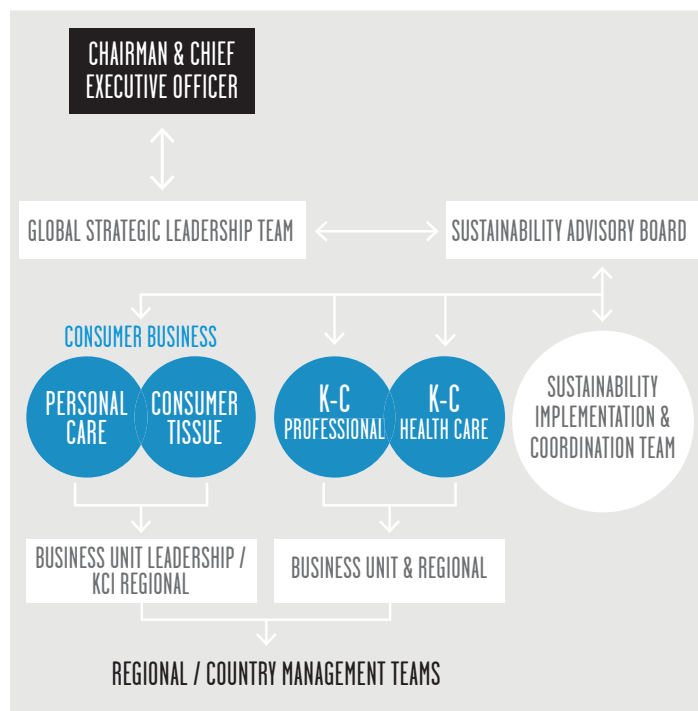 CHAIRMAN & CHIEF
EXECUTIVE OFFICER
GLOBAL STRATEGIC LEADERSHIP TEAM
SUSTAINABILITY ADVISORY BOARD
CONSUMER BUSINESS
PERSONAL
CARE
CONSUMER
TISSUE
K-C
PROFESSIONAL
K-C
HEALTH CARE
SUSTAINABILITY
IMPLEMENTATION &
COORDINATION TEAM
BUSINESS UNIT LEADERSHIP /
KCI REGIONAL
BUSINESS UNIT & REGIONAL
REGIONAL / COUNTRY MANAGEMENT TEAMS